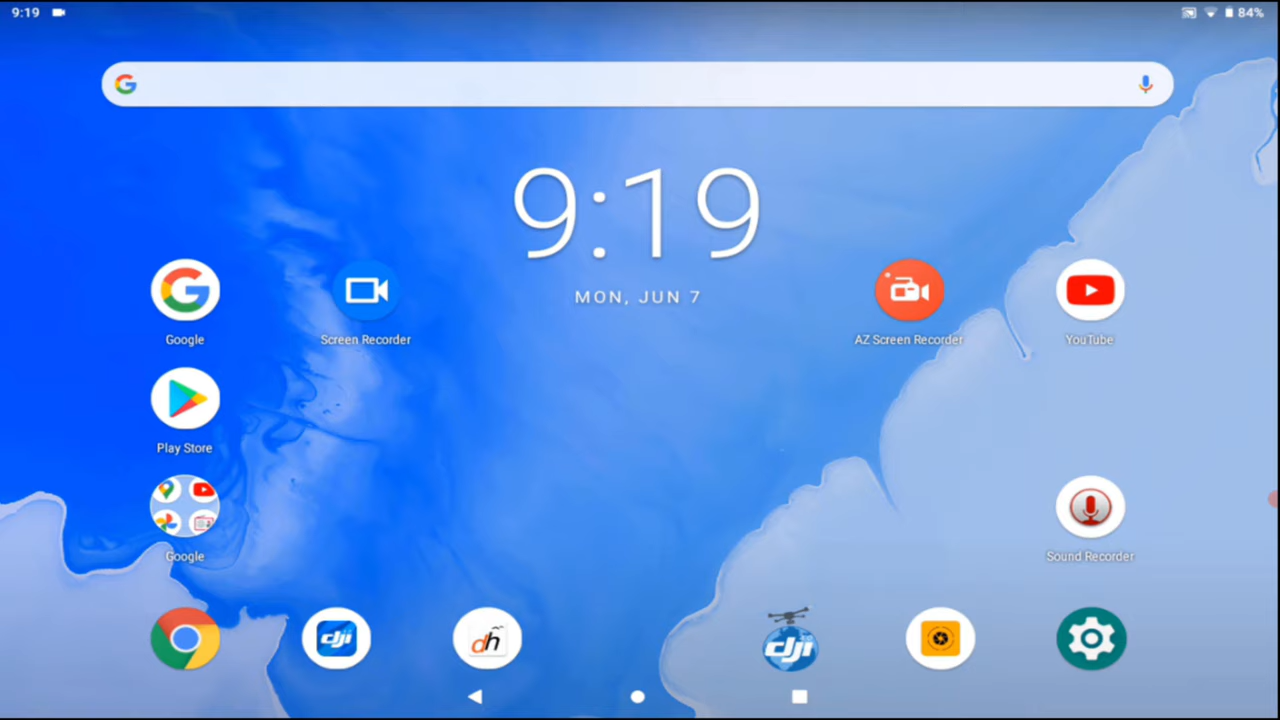 9:19
84%
9:19
MON, JUN 7
Google
Screen Recorder
AZ Screen Recorder
YouTube
Play Store
Google
Sound Recorder
dji
dh
dji